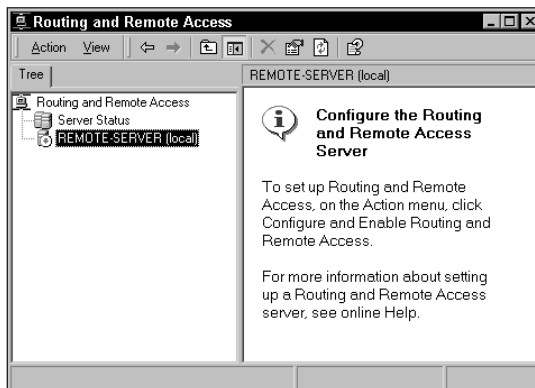 Routing and Remote Access
Action View
Tree
REMOTE-SERVER (local)
Routing and Remote Access
Server Status
REMOTE-SERVER (local)
Configure the Routing
and Remote Access
Server
To set up Routing and Remote
Access, on the Action menu, click
Configure and Enable Routing and
Remote Access.
For more information about setting
up a Routing and Remote Access
server, see online Help.